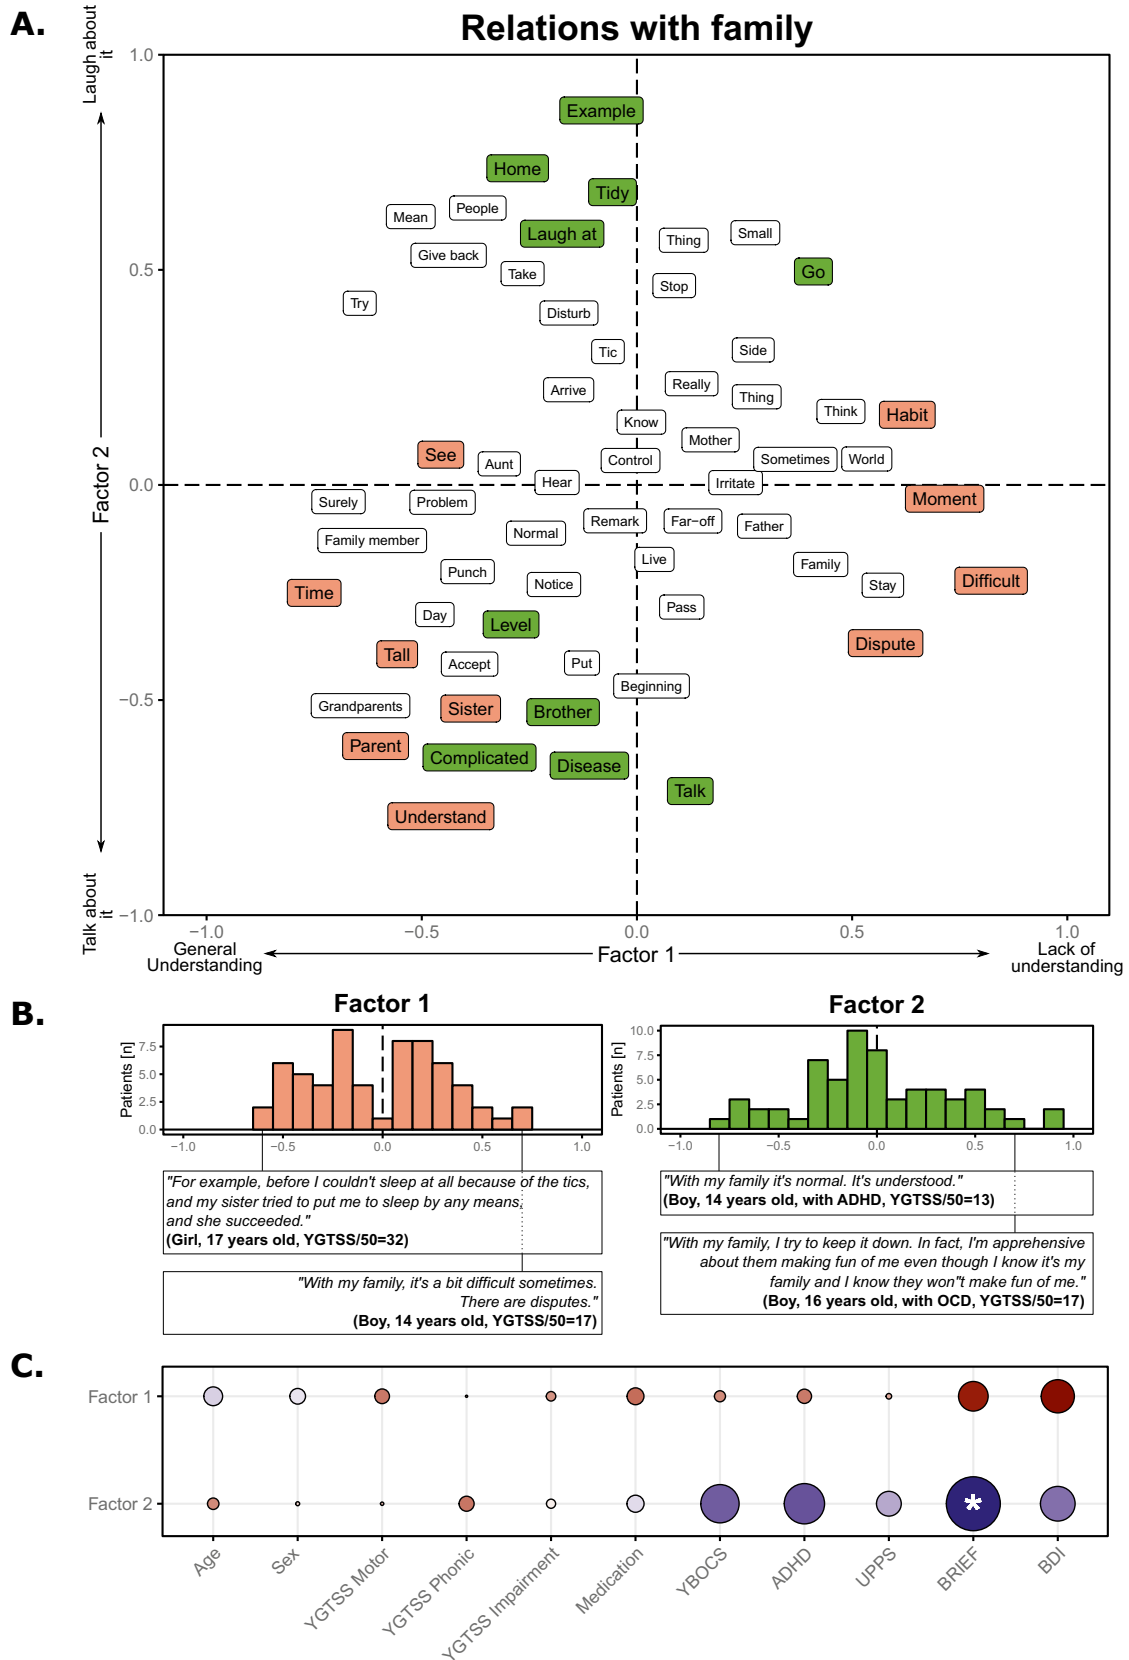 A.
Relations with family
Laugh about
it
1.0
Example
Home
Tidy
People
Mean
Laugh at
Small
Thing
Give back
Take
Go
0.5
Stop
Try
Disturb
Tic
Side
Really
Arrive
Thing
Think
Habit
Know
Mother
See
Aunt
Control
Sometimes
World
Factor 2
0.0
Hear
Irritate
Surely
Problem
Moment
Remark
Far−off
Father
Normal
Family member
Live
Family
Punch
Notice
Stay
Difficult
Time
Day
Pass
Level
Dispute
Tall
Accept
Put
Beginning
−0.5
Grandparents
Sister
Brother
Parent
Complicated
Disease
Talk
Understand
Talk about
it
−1.0
−1.0
−0.5
0.0
0.5
1.0
General
Understanding
Factor 1
Lack of
understanding
B.
Factor 1
Patients [n]
7.5
5.0
2.5
0.0
−1.0
−0.5
0.0
0.5
1.0
"For example, before I couldn't sleep at all because of the tics,
and my sister tried to put me to sleep by any means,
and she succeeded."
(Girl, 17 years old, YGTSS/50=32)
"With my family, it's a bit difficult sometimes.
There are disputes."
(Boy, 14 years old, YGTSS/50=17)
Factor 2
Patients [n]
10.0
7.5
5.0
2.5
0.0
−1.0
−0.5
0.0
0.5
1.0
"With my family it's normal. It's understood."
(Boy, 14 years old, with ADHD, YGTSS/50=13)
"With my family, I try to keep it down. In fact, I'm apprehensive
about them making fun of me even though I know it's my
family and I know they won"t make fun of me."
(Boy, 16 years old, with OCD, YGTSS/50=17)
C.
Factor 1
Factor 2
*
Age
Sex
YGTSS Motor
YGTSS Phonic
YGTSS Impairment
Medication
YBOCS
ADHD
UPPS
BRIEF
BDI